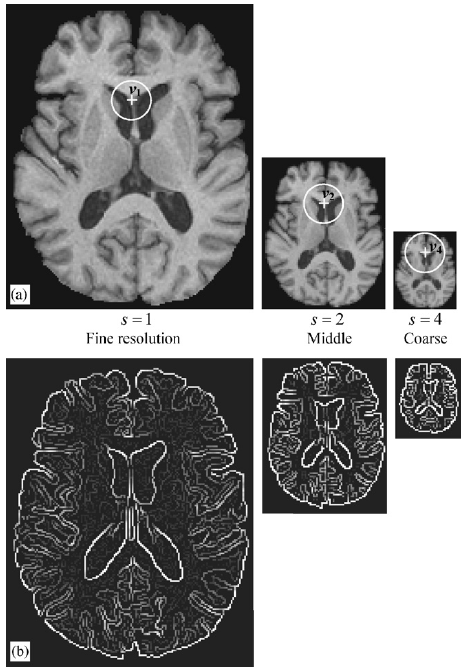 v1
v2
v4
(a)
s = 1
s = 2
s = 4
Fine resolution
Middle
Coarse
(b)